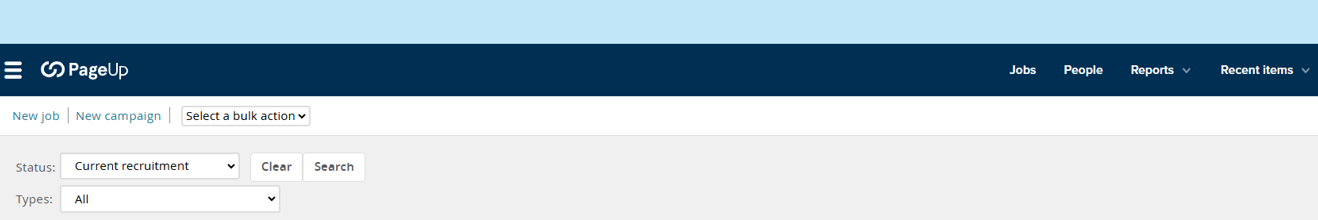 PageUp Jobs People Reports Recent items
New job New campaign Select a bulk action
Status: Current recruitment Clear Search
Types: All